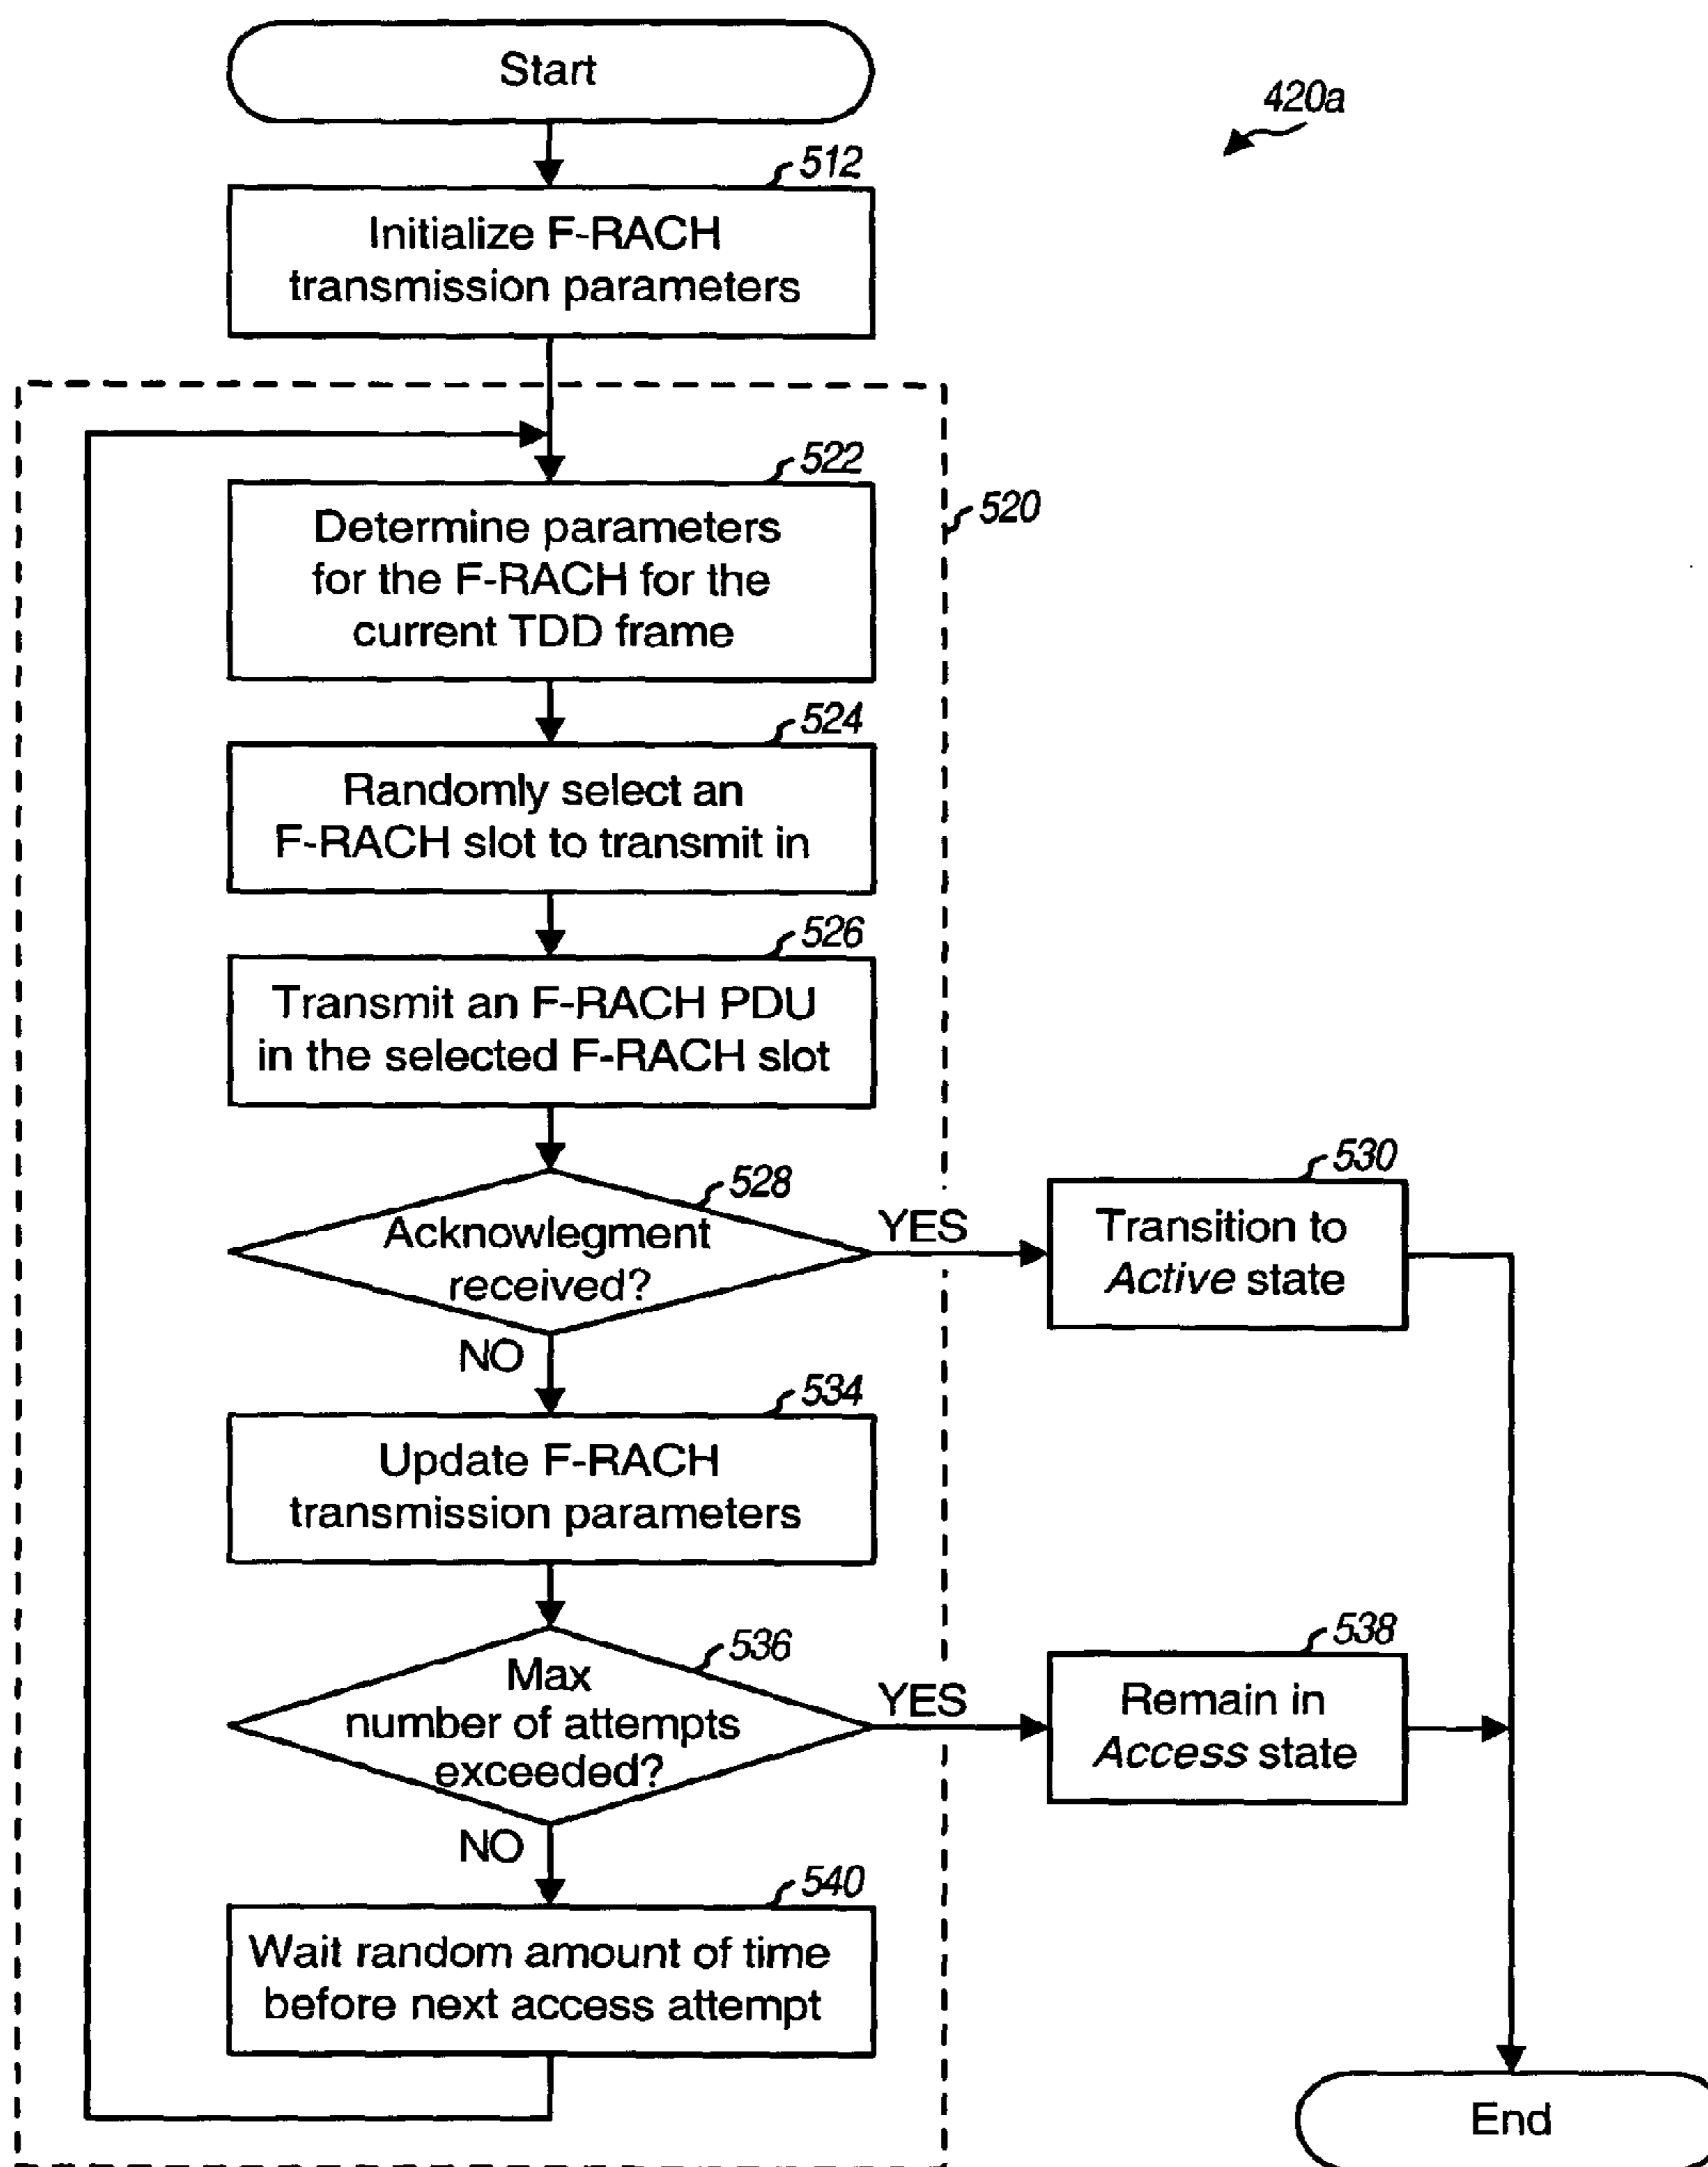 Start
420a
512
Initialize F-RACH
transmission parameters
522
520
Determine parameters
for the F-RACH for the
current TDD frame
524
Randomly select an
F-RACH slot to transmit in
526
Transmit an F-RACH PDU
in the selected F-RACH slot
528
Acknowlegment
received?
YES
530
Transition to
Active state
NO
534
Update F-RACH
transmission parameters
536
Max
number of attempts
exceeded?
YES
538
Remain in
Access state
NO
540
Wait random amount of time
before next access attempt
End